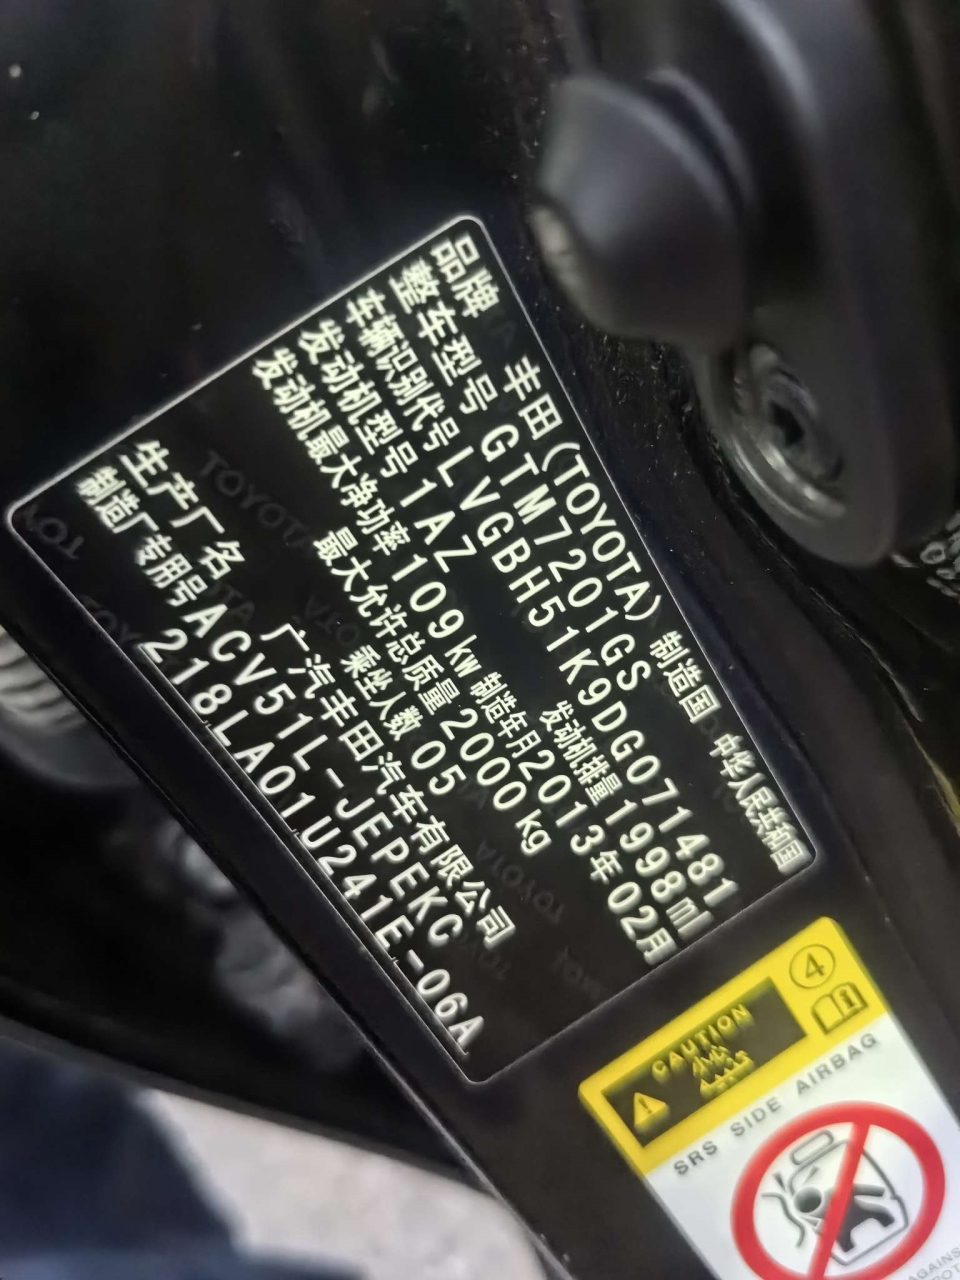 品牌 丰田(TOYOTA) 制造国 中华人民共和国
整车型号 GTM7201GS
车辆识别代号 LVGBH51K9DG071481
发动机型号 1AZ 发动机排量 1998ml
发动机最大净功率 109kw 制造年月 2013年02月
最大允许总质量 2000kg
乘坐人数 05
生产厂名 广汽丰田汽车有限公司
制造厂专用号 ACV51L-JEPEKC
218LA01U241E-06A
CAUTION
4
SRS SIDE AIRBAG